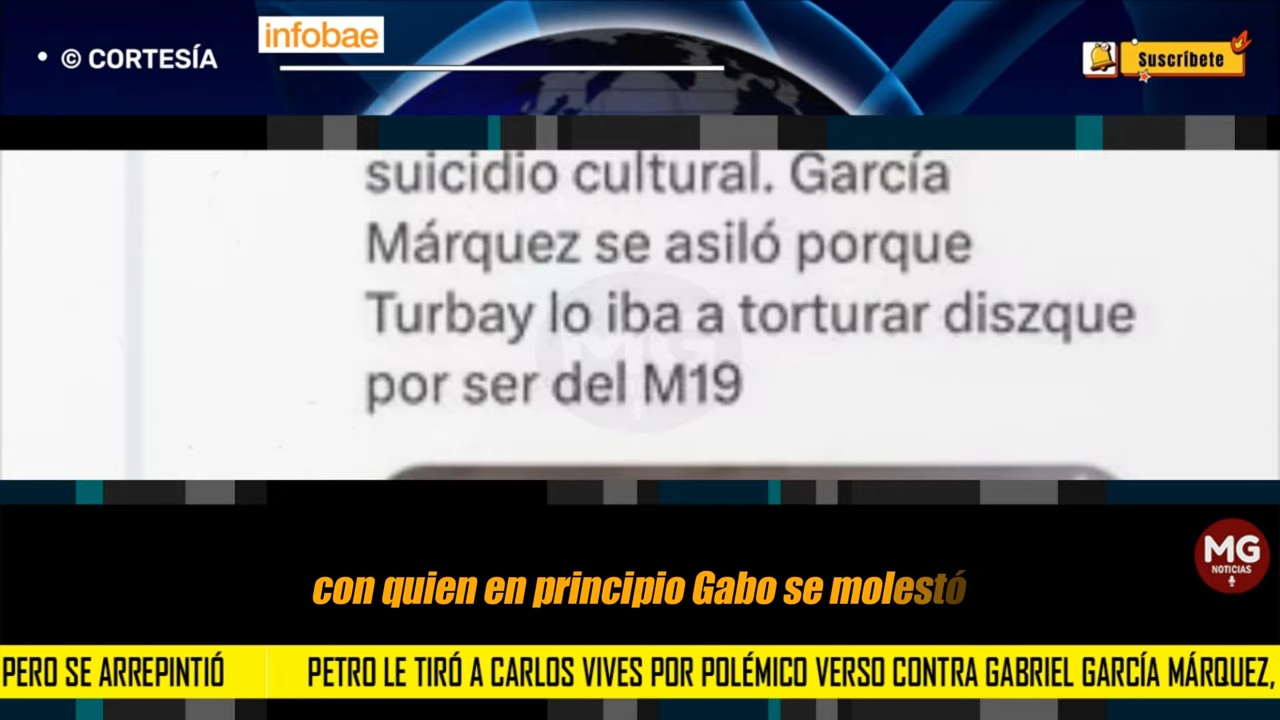 infobae
• © CORTESÍA
Suscríbete
suicidio cultural. García
Márquez se asiló porque
Turbay lo iba a torturar diszque
por ser del M19
MG
MG
NOTICIAS
con quien en principio Gabo se molestó
PERO SE ARREPINTIÓ PETRO LE TIRÓ A CARLOS VIVES POR POLÉMICO VERSO CONTRA GABRIEL GARCÍA MÁRQUEZ,